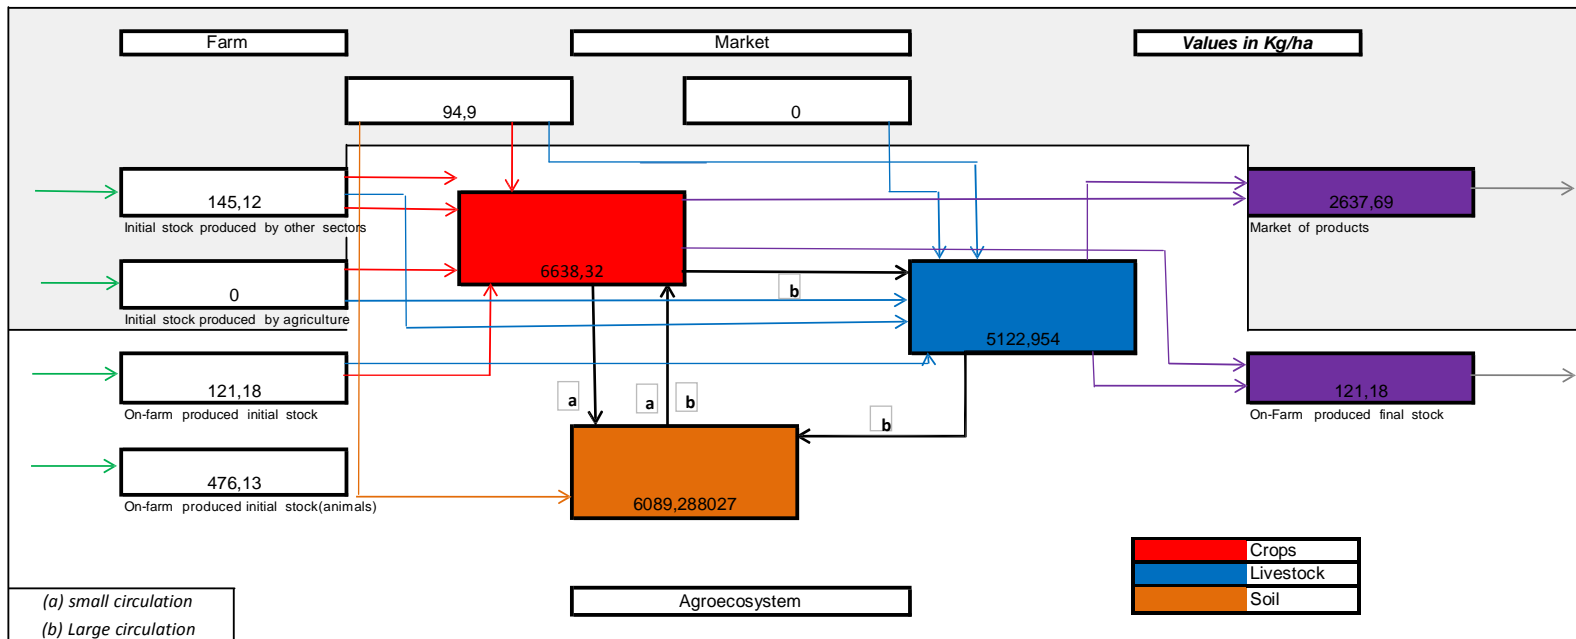 Farm
Market
Values in Kg/ha
94,9
0
145,12
Initial stock produced by other sectors
2637,69
Market of products
6638,32
b
0
Initial stock produced by agriculture
5122,954
121,18
On-farm produced initial stock
a
a
b
b
121,18
On-Farm produced final stock
476,13
On-farm produced initial stock(animals)
6089,288027
Crops
Livestock
Soil
Agroecosystem
(a) small circulation
(b) Large circulation